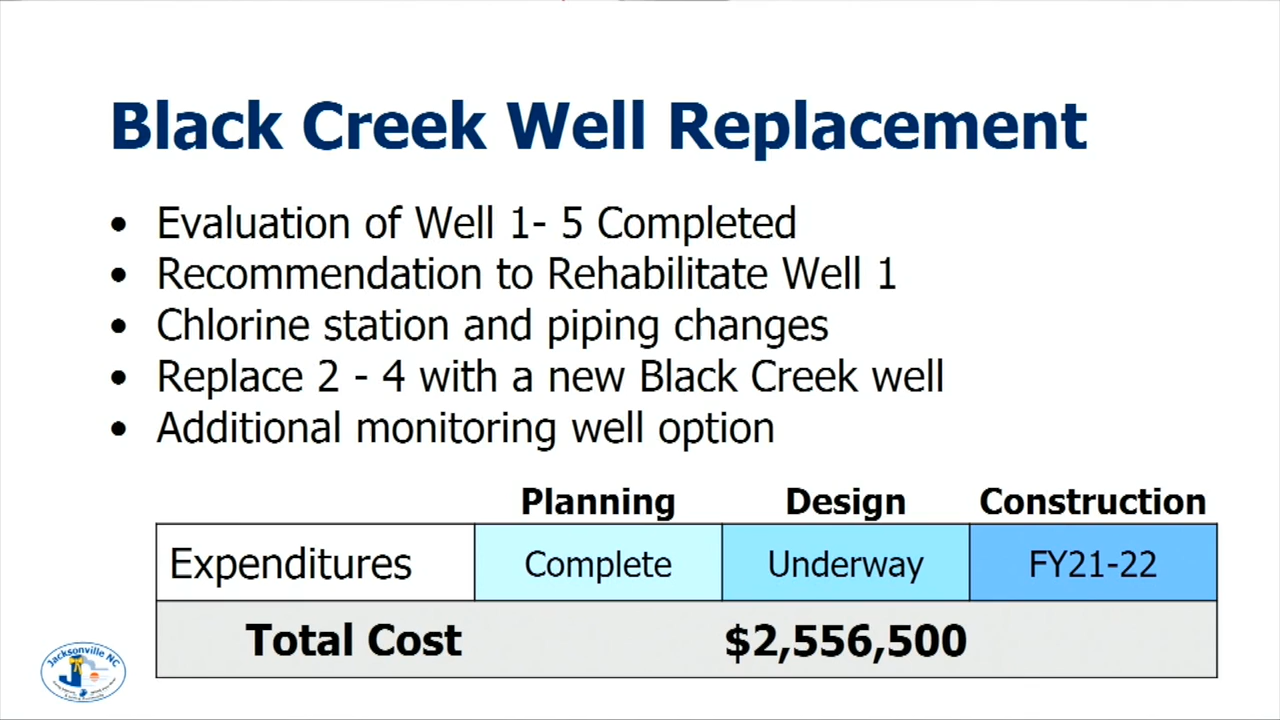 Black Creek Well Replacement
• Evaluation of Well 1- 5 Completed
• Recommendation to Rehabilitate Well 1
• Chlorine station and piping changes
• Replace 2 - 4 with a new Black Creek well
• Additional monitoring well option
Planning Design Construction
Expenditures Complete Underway FY21-22
Total Cost $2,556,500
Jacksonville NC